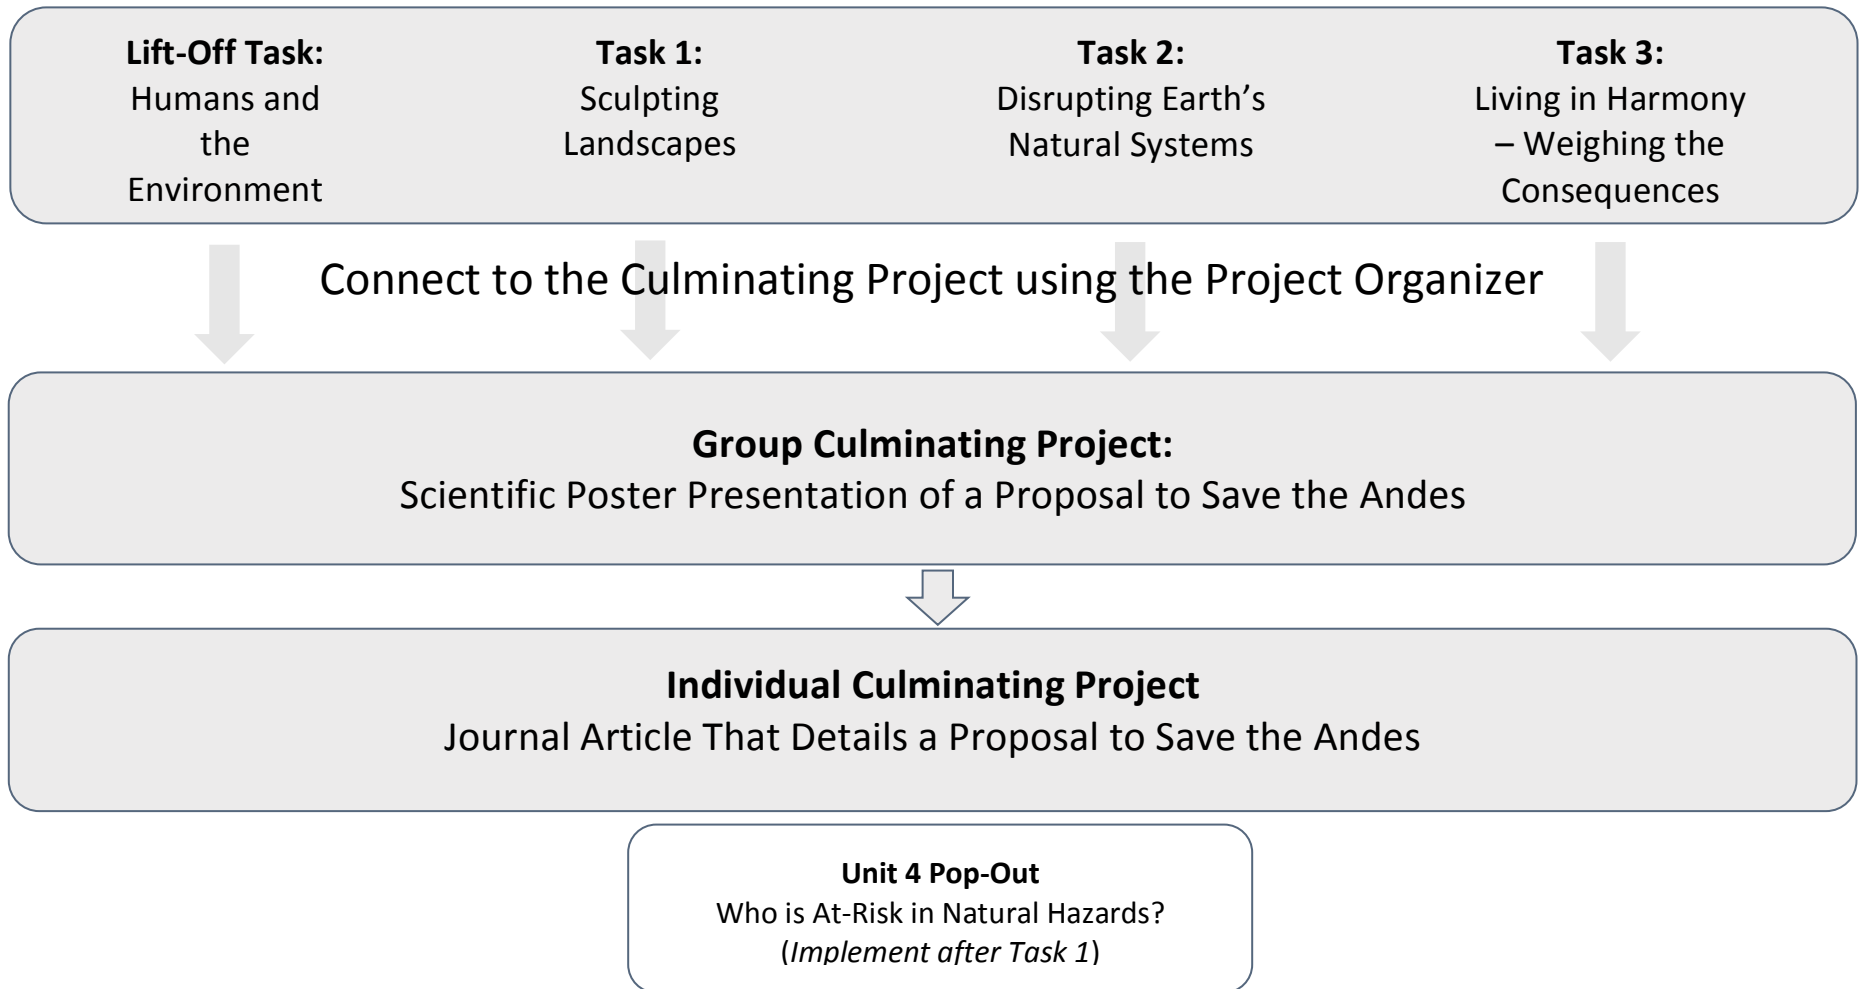 Lift-Off Task:
Humans and
the
Environment
Task 1:
Sculpting
Landscapes
Task 2:
Disrupting Earth’s
Natural Systems
Task 3:
Living in Harmony
– Weighing the
Consequences
Connect to the Culminating Project using the Project Organizer
Group Culminating Project:
Scientific Poster Presentation of a Proposal to Save the Andes
Individual Culminating Project
Journal Article That Details a Proposal to Save the Andes
Unit 4 Pop-Out
Who is At-Risk in Natural Hazards?
(Implement after Task 1)